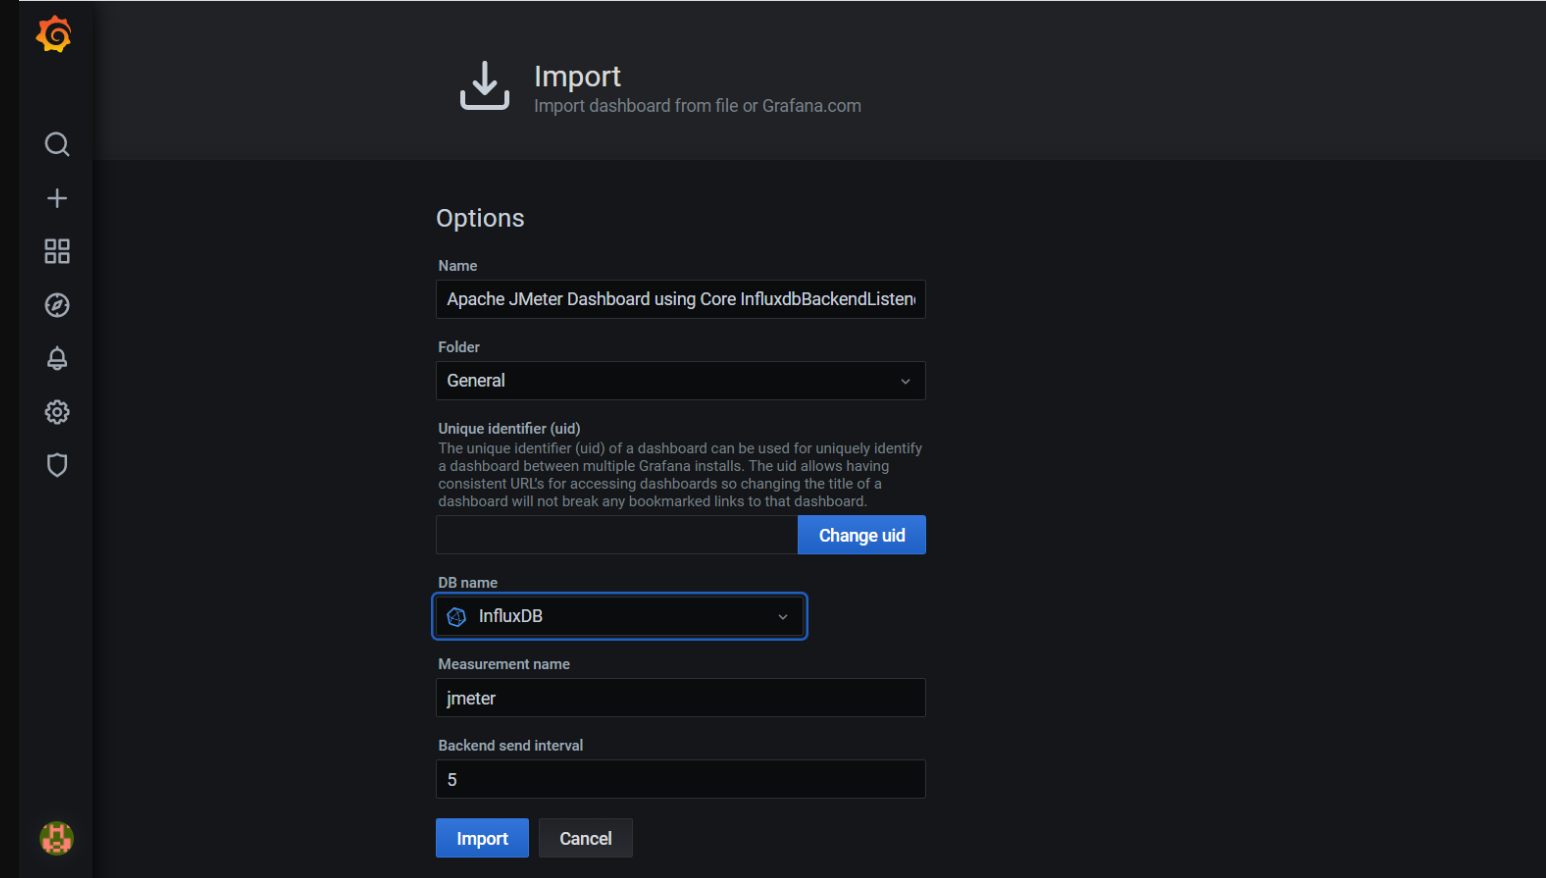 Import
Import dashboard from file or Grafana.com
Options
Name
Apache JMeter Dashboard using Core InfluxdbBackendListen
Folder
General
Unique identifier (uid)
The unique identifier (uid) of a dashboard can be used for uniquely identify
a dashboard between multiple Grafana installs. The uid allows having
consistent URL's for accessing dashboards so changing the title of a
dashboard will not break any bookmarked links to that dashboard.
Change uid
DB name
InfluxDB
Measurement name
jmeter
Backend send interval
5
Import Cancel